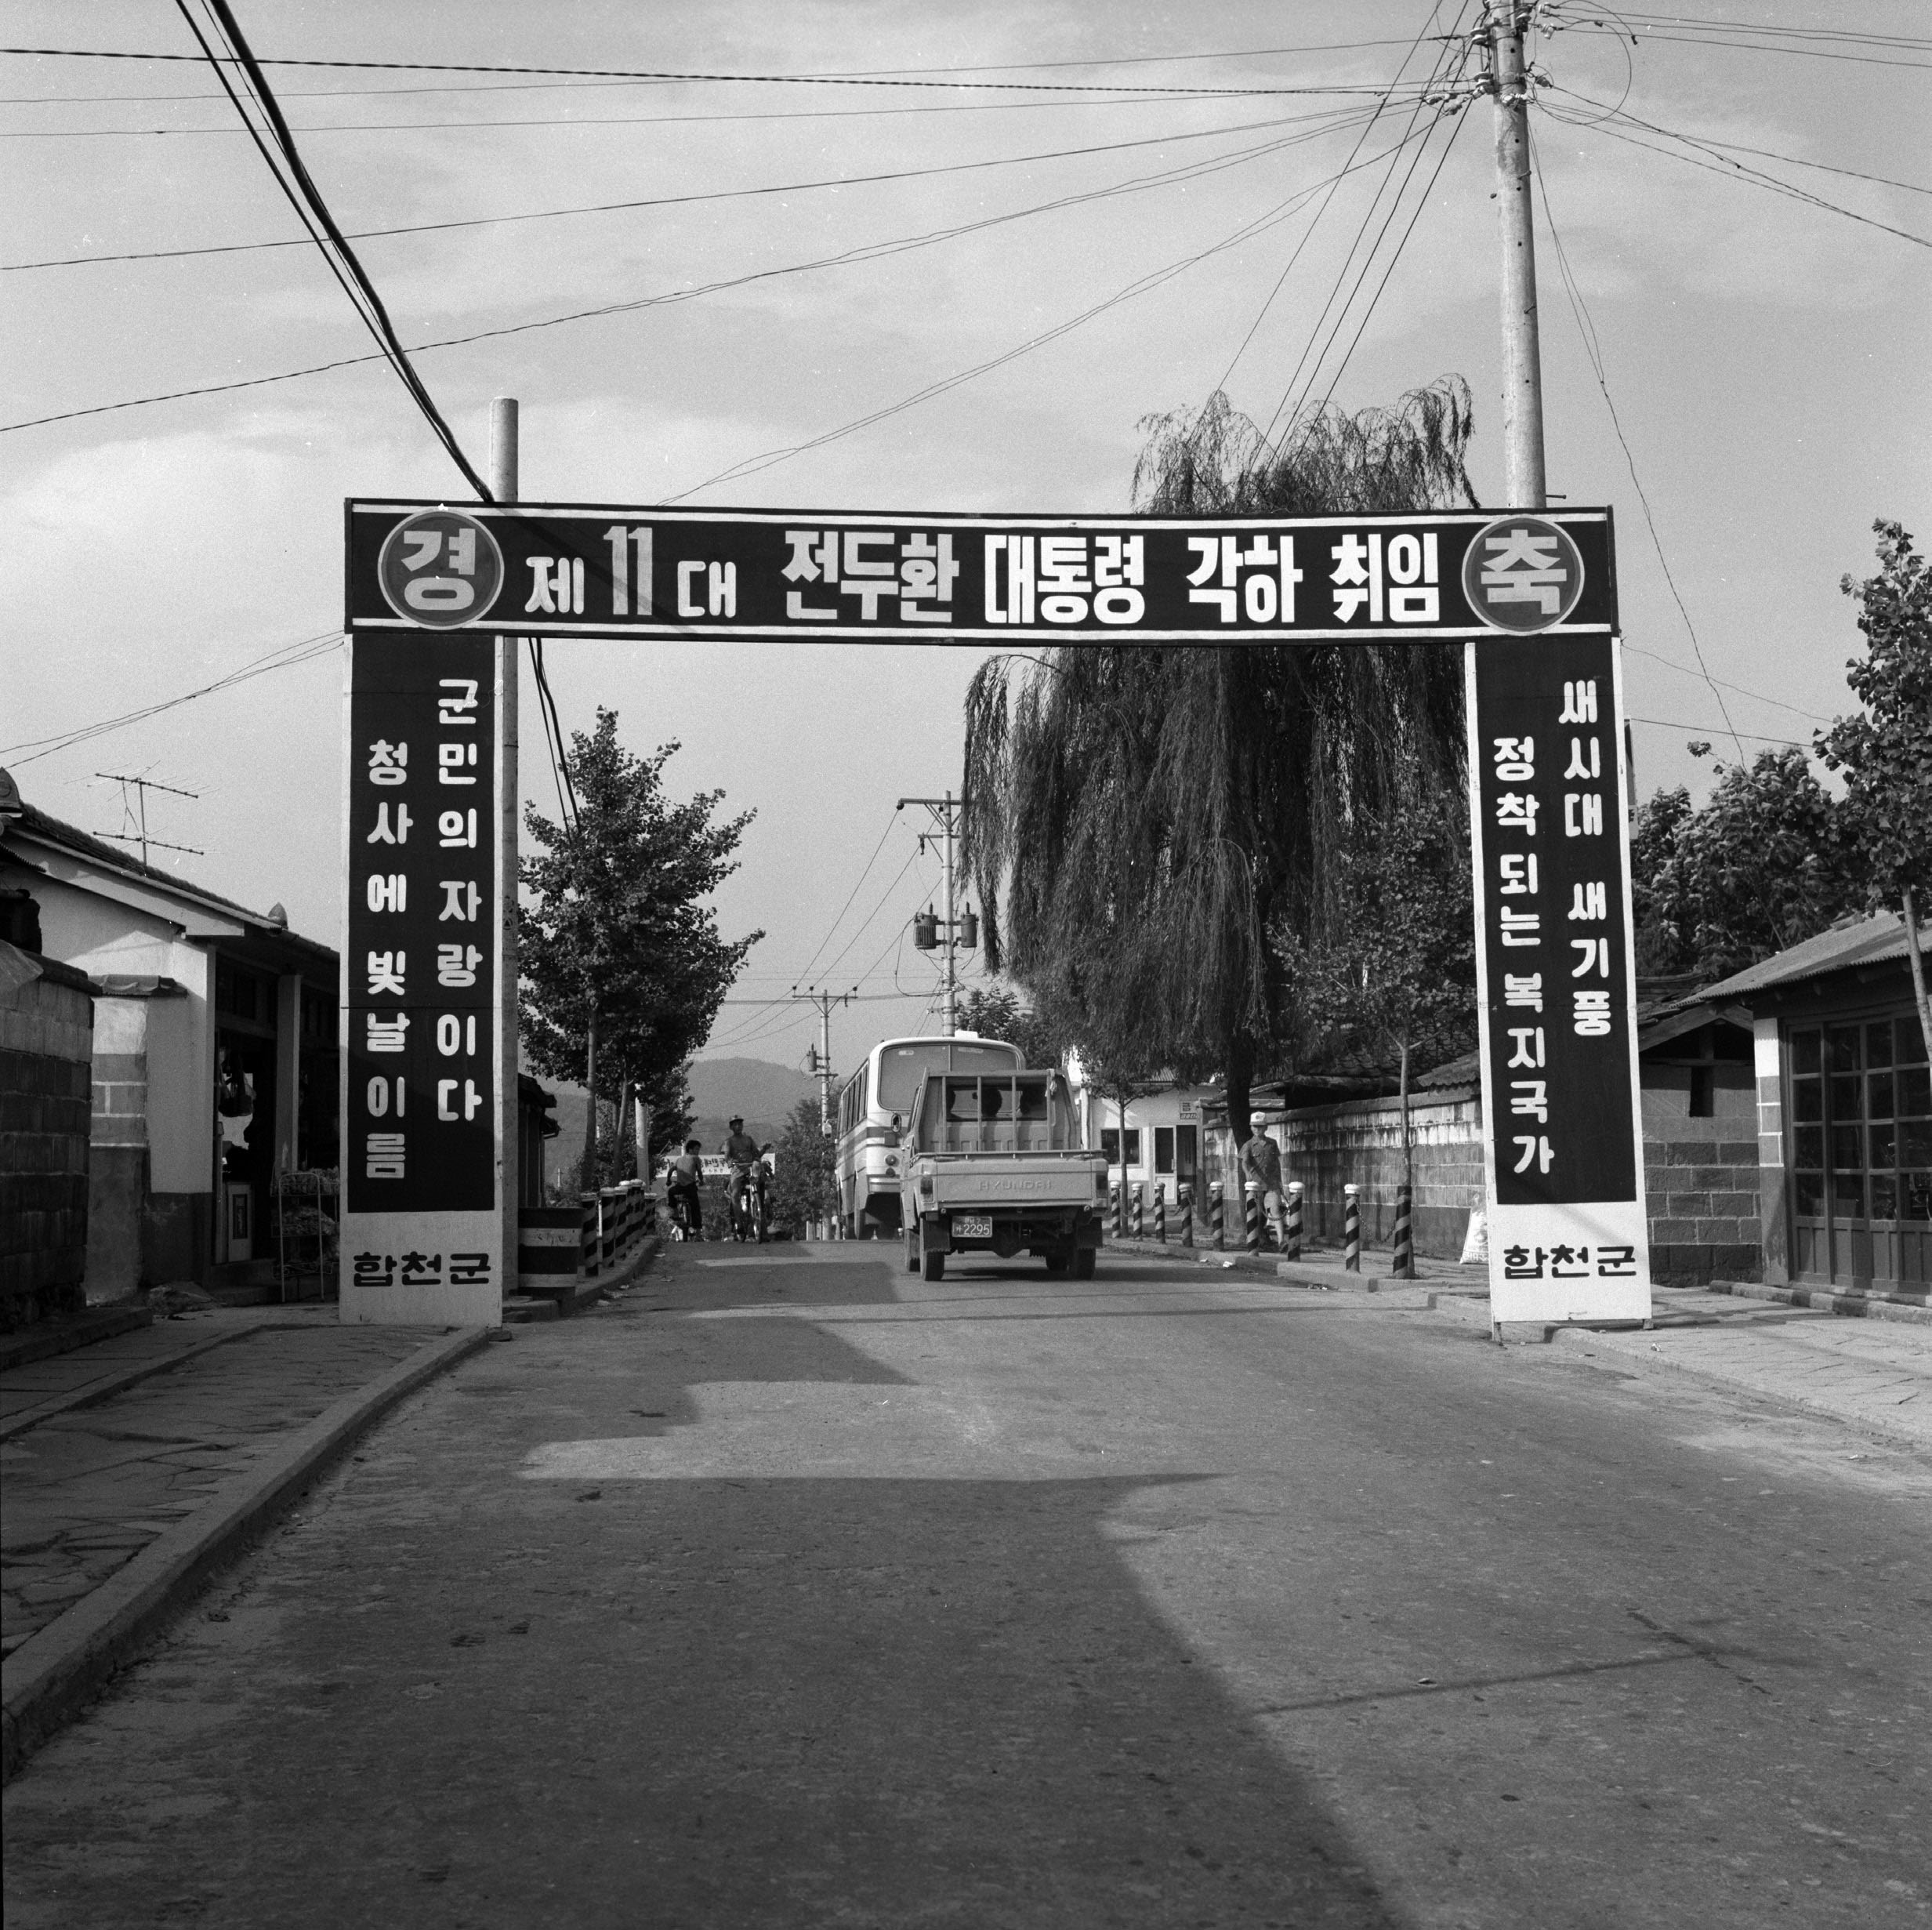 경 제 11 대 전두환 대통령 각하 취임 축
군민의 자랑이다
청사에 빛날 이름
합천군
새시대 새기풍
정착되는 복지국가
합천군
HYUNDAI
2295